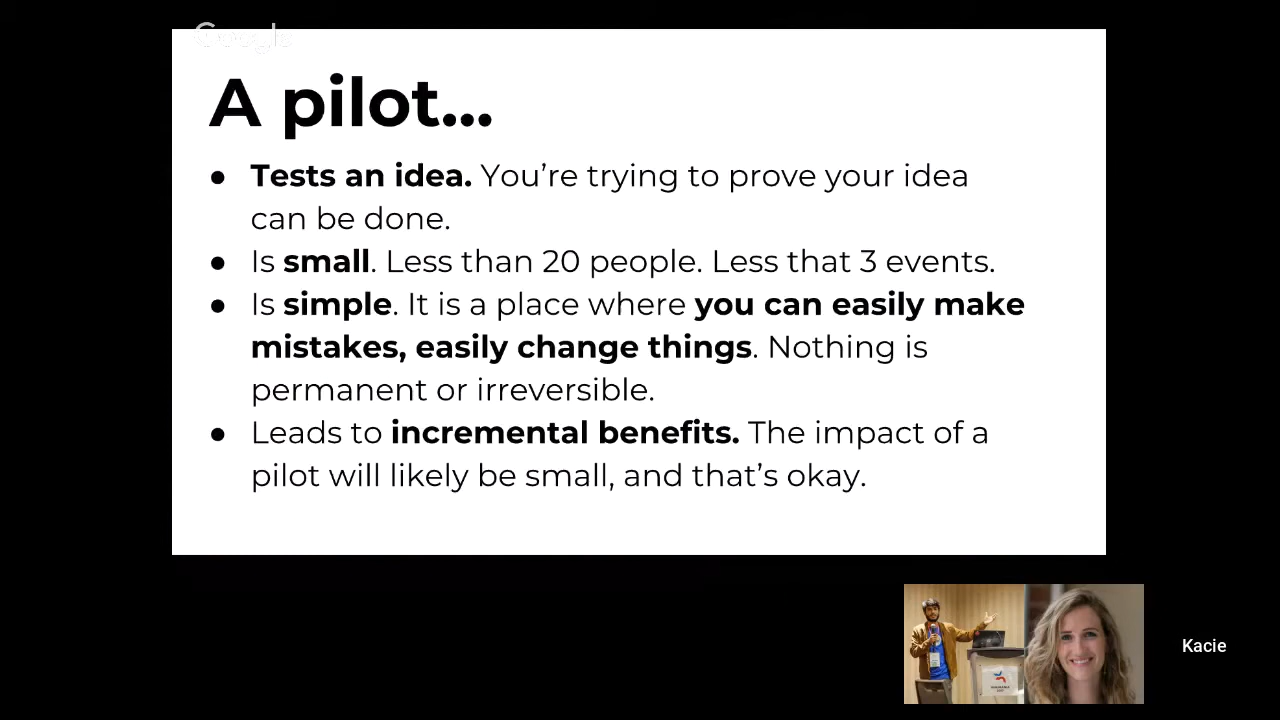 Google
A pilot...
● Tests an idea. You're trying to prove your idea
can be done.
● Is small. Less than 20 people. Less that 3 events.
● Is simple. It is a place where you can easily make
mistakes, easily change things. Nothing is
permanent or irreversible.
● Leads to incremental benefits. The impact of a
pilot will likely be small, and that's okay.
Kacie